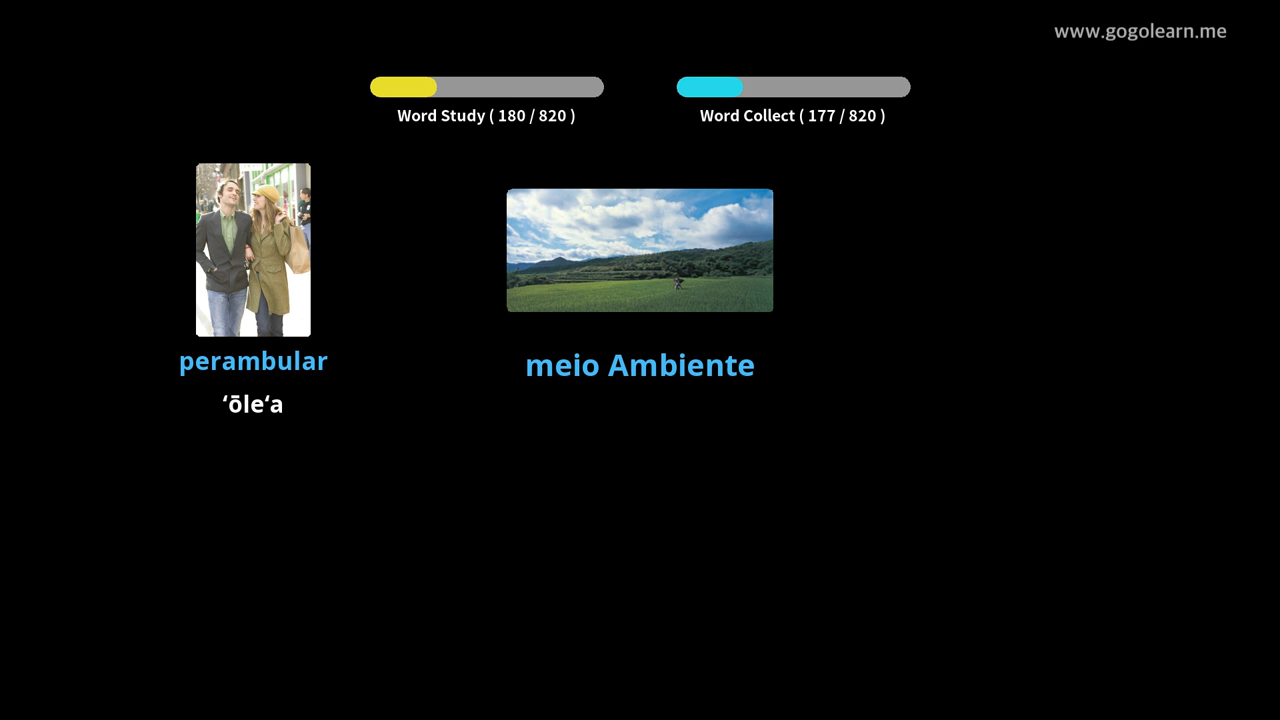 www.gogolearn.me
Word Study ( 180 / 820 )
Word Collect ( 177 / 820 )
perambular
ʻōleʻa
meio Ambiente